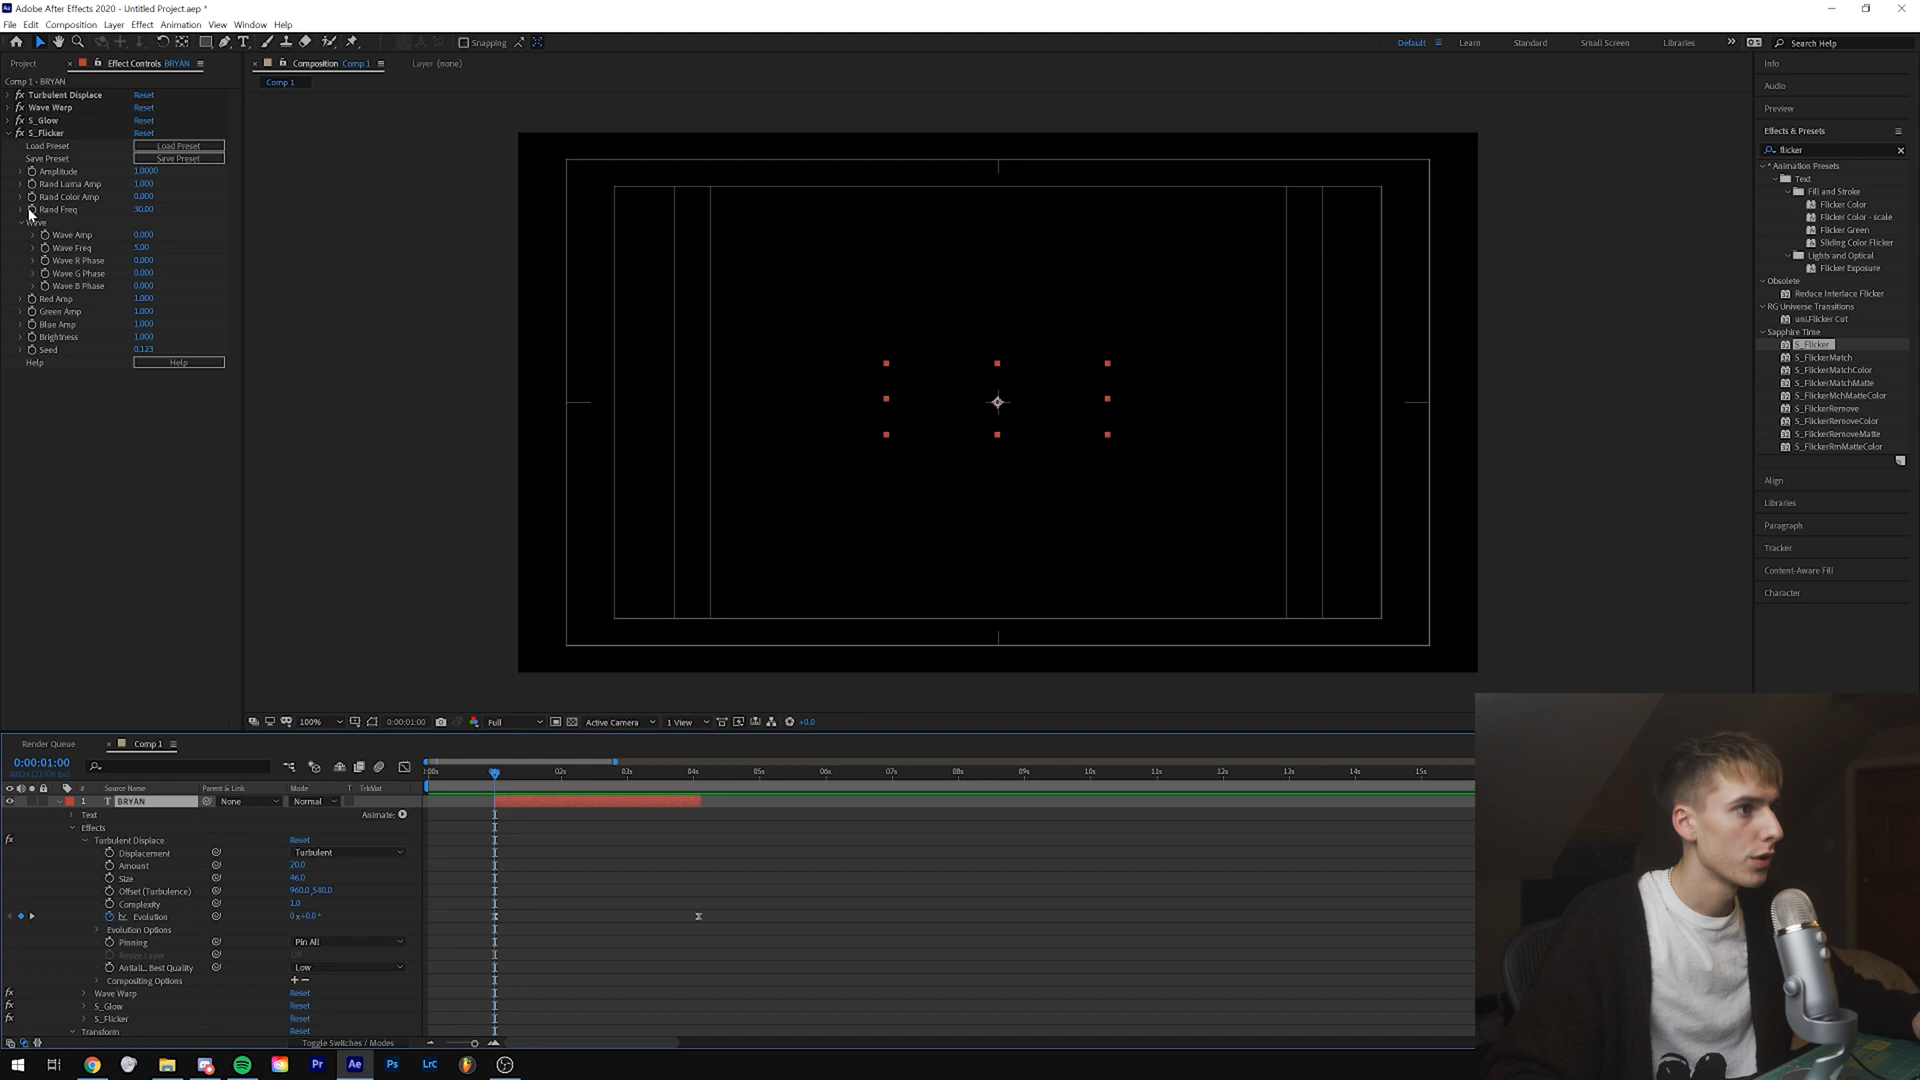 Adobe After Effects 2020 - Untitled Project.aep *
File Edit Composition Layer Effect Animation View Window Help
Snapping
Default Learn Standard Small Screen Libraries Search Help
Project Effect Controls BRYAN
Composition Comp 1
Layer (none)
Comp 1 • BRYAN
Comp 1
Turbulent Displace Reset
Wave Warp Reset
S_Glow Reset
S_Flicker Reset
Load Preset Load Preset
Save Preset Save Preset
Amplitude 1.0000
Rand Luma Amp 1.000
Rand Color Amp 0.000
Rand Freq 30.00
Wave
Wave Amp 0.000
Wave Freq 5.00
Wave R Phase 0.000
Wave G Phase 0.000
Wave B Phase 0.000
Red Amp 1.000
Green Amp 1.000
Blue Amp 1.000
Brightness 1.000
Seed 0.123
Help Help
Info
Audio
Preview
Effects & Presets
flicker
* Animation Presets
Text
Fill and Stroke
Flicker Color
Flicker Color - scale
Flicker Green
Sliding Color Flicker
Lights and Optical
Flicker Exposure
Obsolete
Reduce Interlace Flicker
RG Universe Transitions
uni.Flicker Cut
Sapphire Time
S_Flicker
S_FlickerMatch
S_FlickerMatchColor
S_FlickerMatchMatte
S_FlickerMchMatteColor
S_FlickerRemove
S_FlickerRemoveColor
S_FlickerRemoveMatte
S_FlickerRmMatteColor
Align
Libraries
Paragraph
Tracker
Content-Aware Fill
Character
100% 0:00:01:00 Full Active Camera 1 View +0.0
Render Queue Comp 1
0:00:01:00
00024 (23.976 fps)
:00s 02s 03s 04s 05s 06s 07s 08s 09s 10s 11s 12s 13s 14s 15s
# Source Name Parent & Link Mode T TrkMat
1 T BRYAN None Normal
Text Animate:
Effects
Turbulent Displace Reset
Displacement Turbulent
Amount 20.0
Size 46.0
Offset (Turbulence) 960.0,540.0
Complexity 1.0
Evolution 0x+0.0°
Evolution Options
Pinning Pin All
Resize Layer Off
Antiali... Best Quality Low
Compositing Options + −
Wave Warp Reset
S_Glow Reset
S_Flicker Reset
Transform Reset
Toggle Switches / Modes
Pr Ae Ps LrC